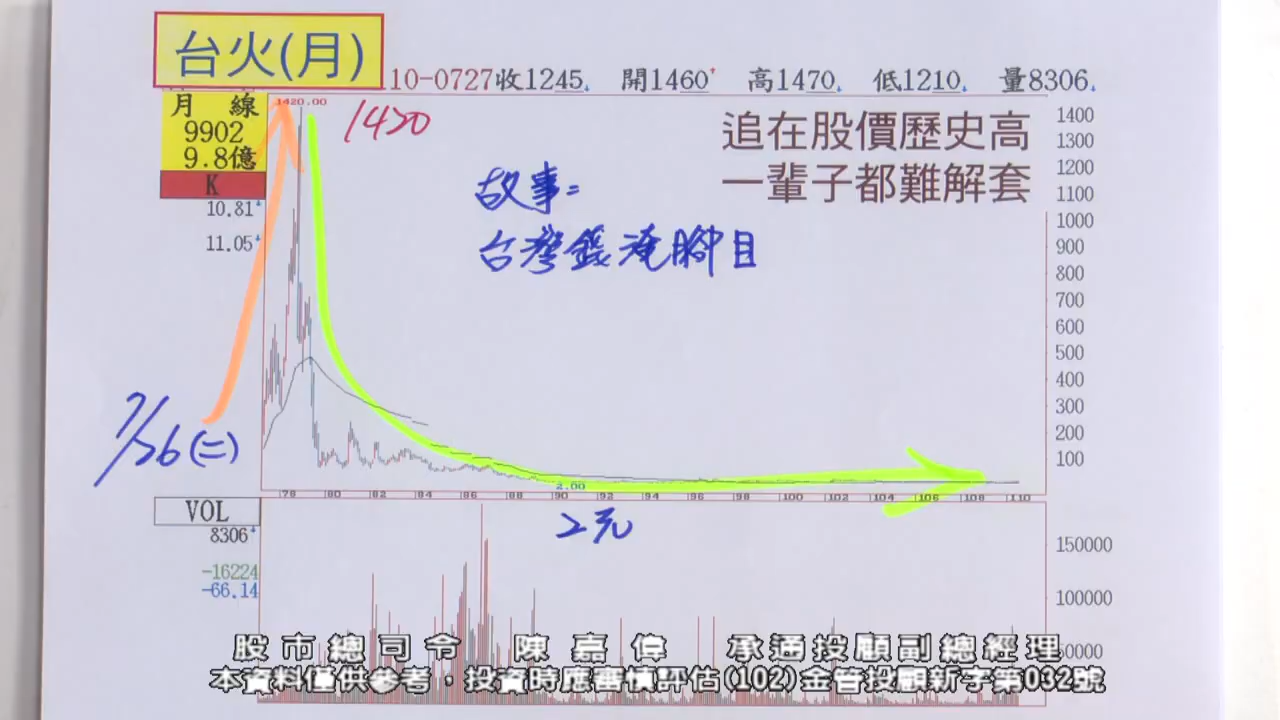 台火(月)
10-0727收1245 開1460 高1470 低1210 量8306
月 線
9902
9.8億
K
10.81
11.05
1420.00
1420
追在股價歷史高
一輩子都難解套
故事:
台灣錢淹腳目
1400
1300
1200
1100
1000
900
800
700
600
500
400
300
200
100
7/26(二)
2.00
78 80 82 84 86 88 90 92 94 96 98 100 102 104 106 108 110
2元
VOL
8306
-16224
-66.14
150000
100000
50000
股市總司令 陳嘉偉 承通投顧副總經理
本資料僅供參考，投資時應審慎評估(102)金管投顧新字第032號